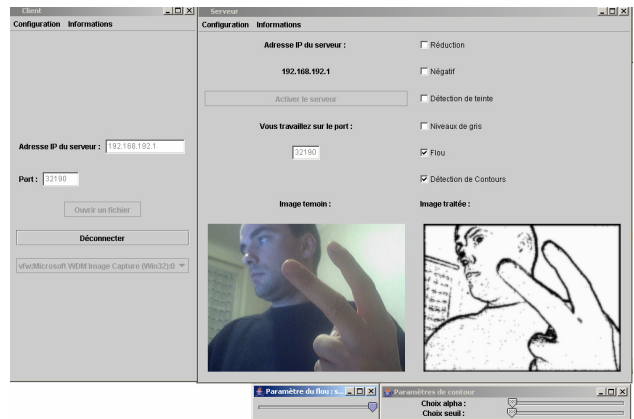 Client
Configuration Informations
Adresse IP du serveur : 192.168.192.1
Port : 32190
Ouvrir un fichier
Déconnecter
vfw:Microsoft WDM Image Capture (Win32):0
Serveur
Configuration Informations
Adresse IP du serveur :
192.168.192.1
Activer le serveur
Vous travaillez sur le port :
32190
Réduction
Négatif
Détection de teinte
Niveaux de gris
Flou
Détection de Contours
Image temoin :
Image traitée :
Paramètre du flou : s...
Paramètres de contour
Choix alpha :
Choix seuil :